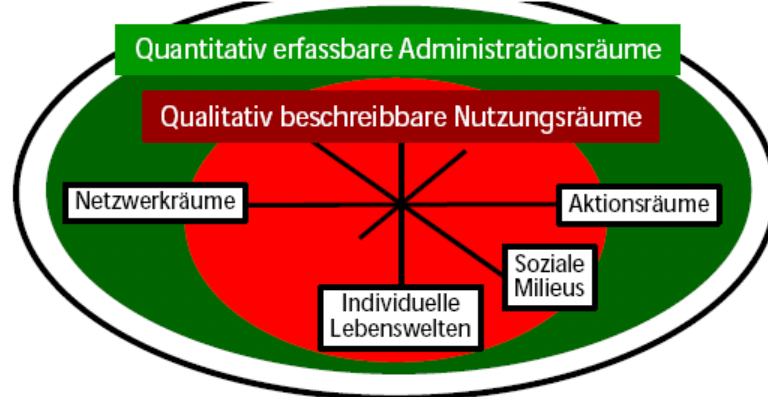 Quantitativ erfassbare Administrationsräume
Qualitativ beschreibbare Nutzungsräume
Netzwerkräume
Aktionsräume
Soziale
Milieus
Individuelle
Lebenswelten